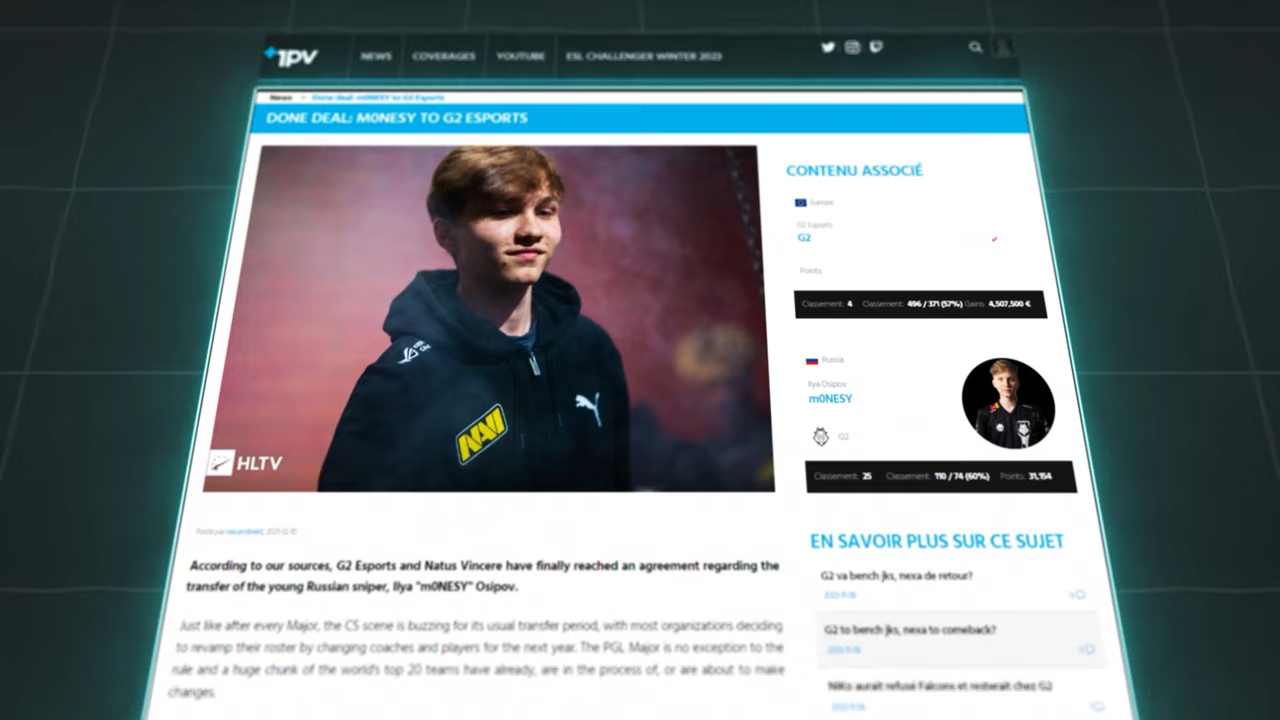 1PV
NEWS
COVERAGES
YOUTUBE
ESL CHALLENGER WINTER 2023
News
Done deal: m0NESY to G2 Esports
DONE DEAL: M0NESY TO G2 ESPORTS
NAVI
HLTV
According to our sources, G2 Esports and Natus Vincere have finally reached an agreement regarding the
transfer of the young Russian sniper, Ilya "m0NESY" Osipov.
Just like after every Major, the CS scene is buzzing for its usual transfer period, with most organizations deciding
to revamp their roster by changing coaches and players for the next year. The PGL Major is no exception to the
rule and a huge chunk of the world's top 20 teams have already, are in the process of, or are about to make
changes.
CONTENU ASSOCIÉ
Europe
G2 Esports
G2
Points:
Classement: 4 Classement: 496 / 371 (57%) Gains: 4,507,500 €
Russia
Ilya Osipov
m0NESY
G2
Classement: 25 Classement: 110 / 74 (60%) Points: 31,154
EN SAVOIR PLUS SUR CE SUJET
G2 va bench jks, nexa de retour?
G2 to bench jks, nexa to comeback?
NiKo aurait refusé Falcons et resterait chez G2